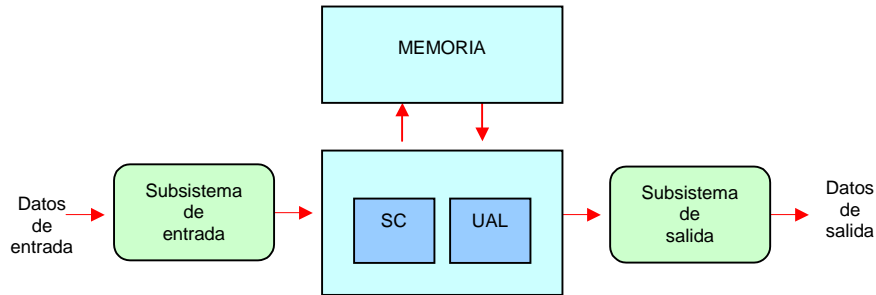 MEMORIA
Datos
de
entrada
Subsistema
de
entrada
SC
UAL
Subsistema
de
salida
Datos
de
salida